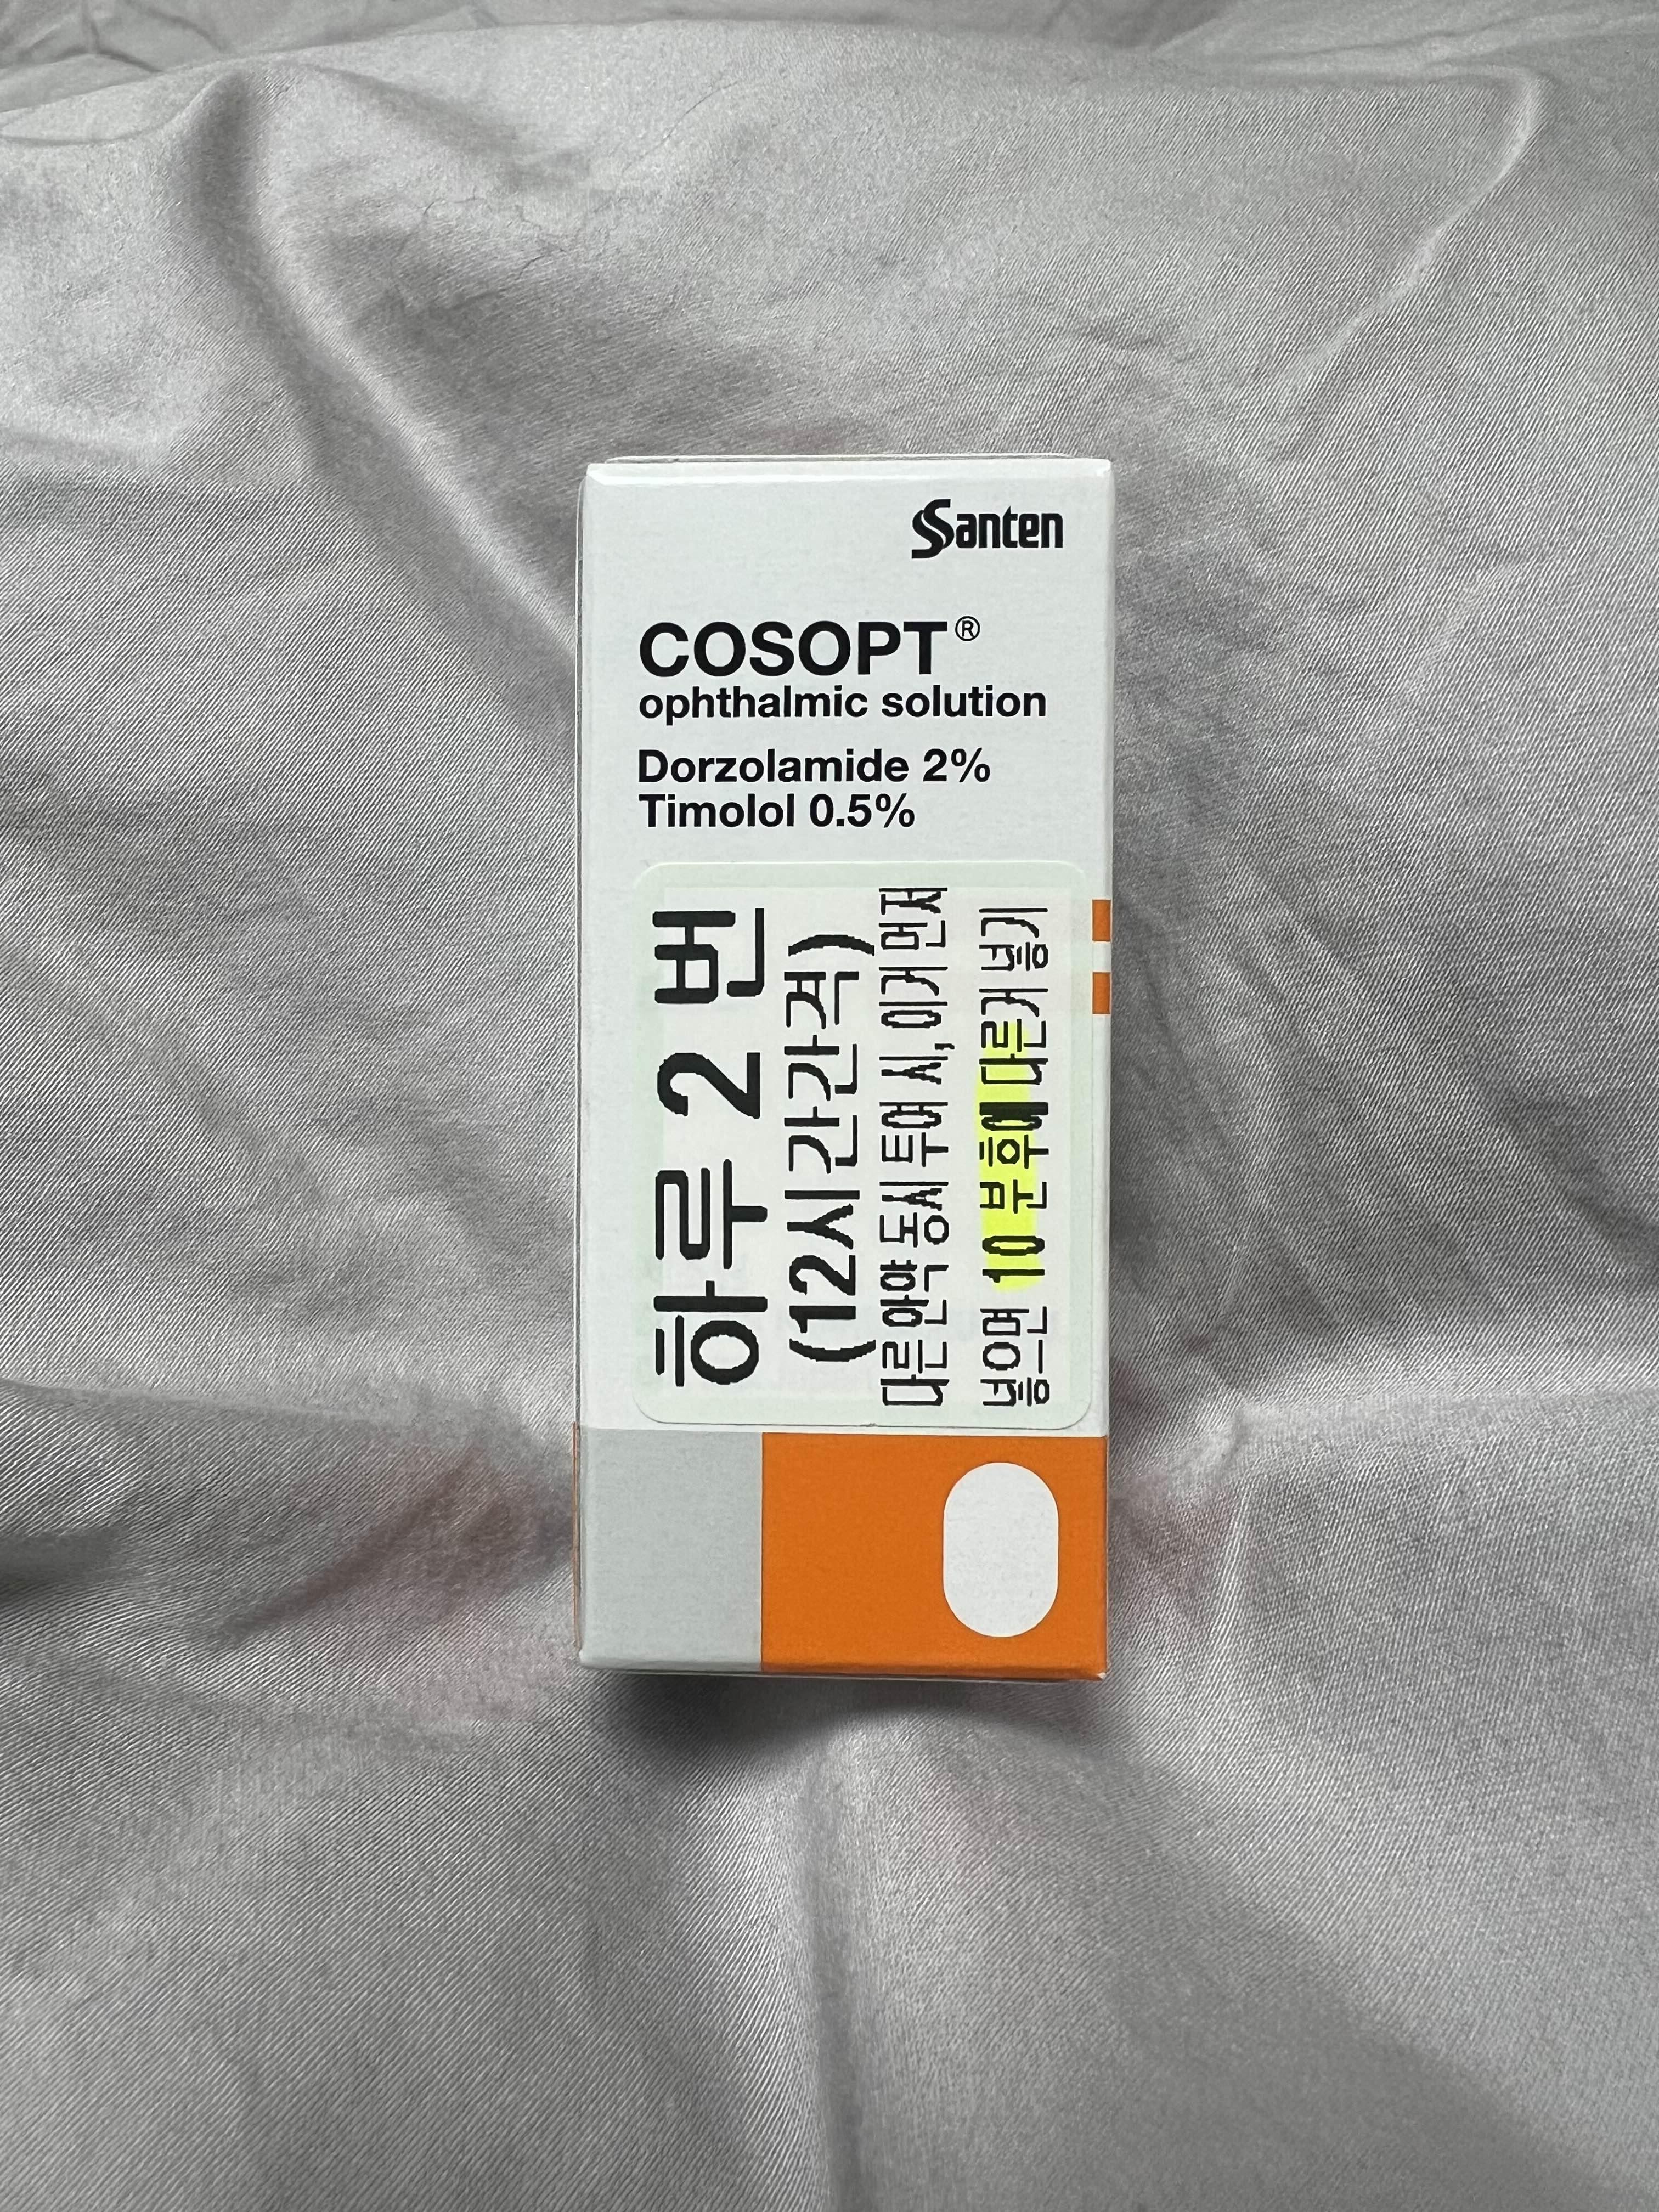 Santen
COSOPT®
ophthalmic solution
Dorzolamide 2%
Timolol 0.5%
하루 2 번
(12시간간격)
다른안약 동시 투여 시, 이거 먼저
넣으면 10 분후에 다른거 넣기